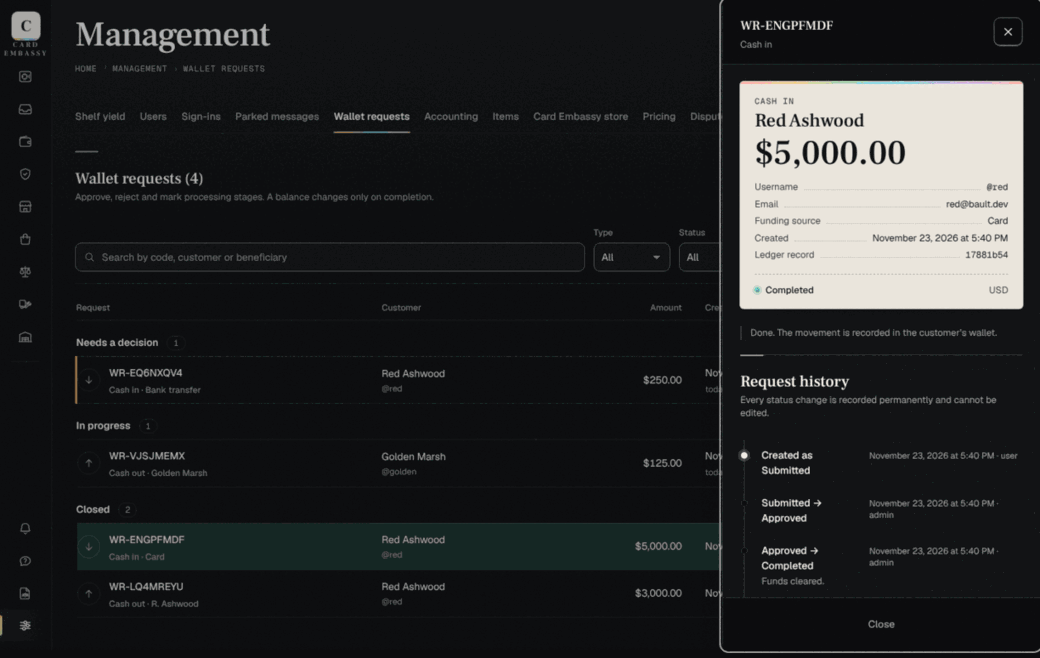 C
CARD
EMBASSY
Management
HOME › MANAGEMENT › WALLET REQUESTS
Shelf yield
Users
Sign-ins
Parked messages
Wallet requests
Accounting
Items
Card Embassy store
Pricing
Wallet requests (4)
Approve, reject and mark processing stages. A balance changes only on completion.
Type
Status
Search by code, customer or beneficiary
All
All
Request
Customer
Amount
Needs a decision 1
WR-EQ6NXQV4
Cash in · Bank transfer
Red Ashwood
@red
$250.00
In progress 1
WR-VJSJMEMX
Cash out · Golden Marsh
Golden Marsh
@golden
$125.00
Closed 2
WR-ENGPFMDF
Cash in · Card
Red Ashwood
@red
$5,000.00
WR-LQ4MREYU
Cash out · R. Ashwood
Red Ashwood
@red
$3,000.00
WR-ENGPFMDF
Cash in
CASH IN
Red Ashwood
$5,000.00
Username @red
Email red@bault.dev
Funding source Card
Created November 23, 2026 at 5:40 PM
Ledger record 17881b54
Completed USD
Done. The movement is recorded in the customer's wallet.
Request history
Every status change is recorded permanently and cannot be
edited.
Created as
Submitted
November 23, 2026 at 5:40 PM · user
Submitted →
Approved
November 23, 2026 at 5:40 PM ·
admin
Approved →
Completed
November 23, 2026 at 5:40 PM ·
admin
Funds cleared.
Close